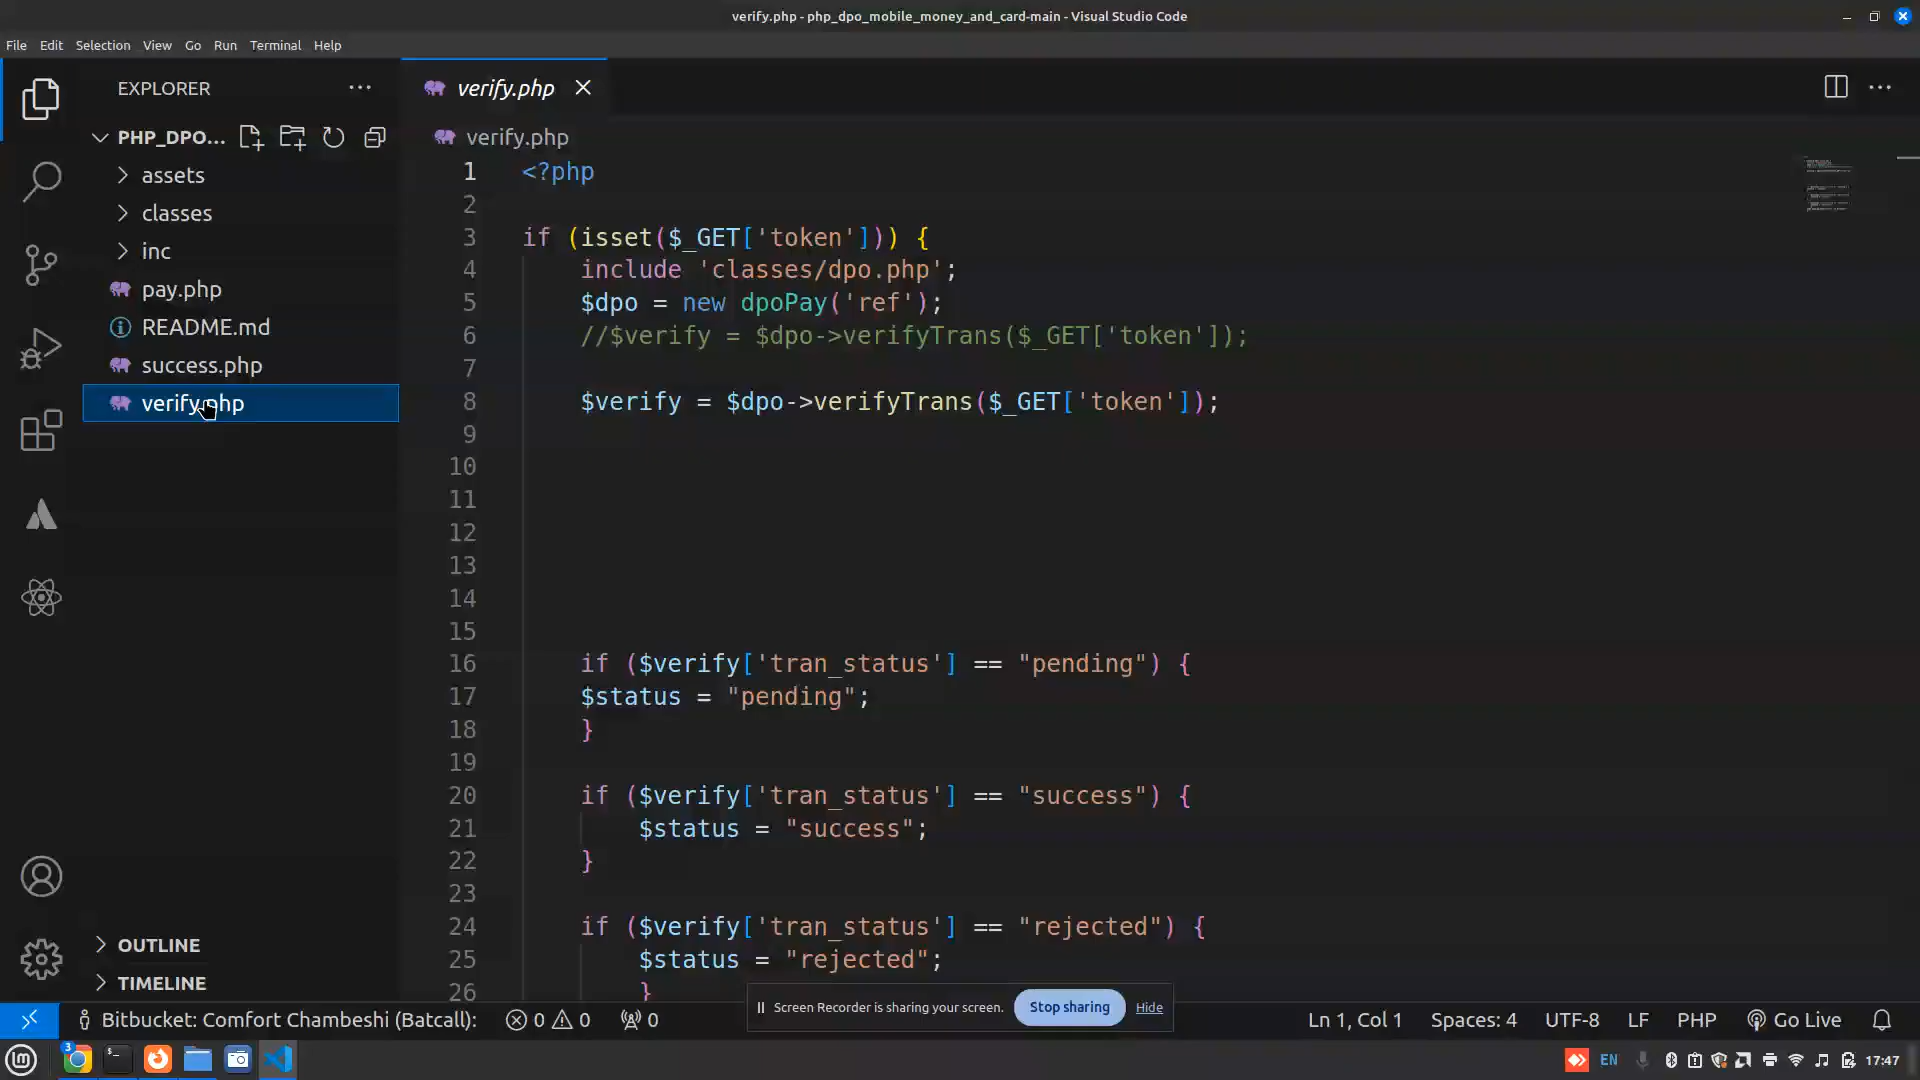 verify.php - php_dpo_mobile_money_and_card-main - Visual Studio Code
File Edit Selection View Go Run Terminal Help
EXPLORER
PHP_DPO...
assets
classes
inc
pay.php
README.md
success.php
verify.php
OUTLINE
TIMELINE
verify.php
verify.php
1 <?php
2
3 if (isset($_GET['token'])) {
4 include 'classes/dpo.php';
5 $dpo = new dpoPay('ref');
6 //$verify = $dpo->verifyTrans($_GET['token']);
7
8 $verify = $dpo->verifyTrans($_GET['token']);
9
10
11
12
13
14
15
16 if ($verify['tran_status'] == "pending") {
17 $status = "pending";
18 }
19
20 if ($verify['tran_status'] == "success") {
21 $status = "success";
22 }
23
24 if ($verify['tran_status'] == "rejected") {
25 $status = "rejected";
26 }
Screen Recorder is sharing your screen. Stop sharing Hide
Bitbucket: Comfort Chambeshi (Batcall): 0 0 0 Ln 1, Col 1 Spaces: 4 UTF-8 LF PHP Go Live
3 EN 17:47